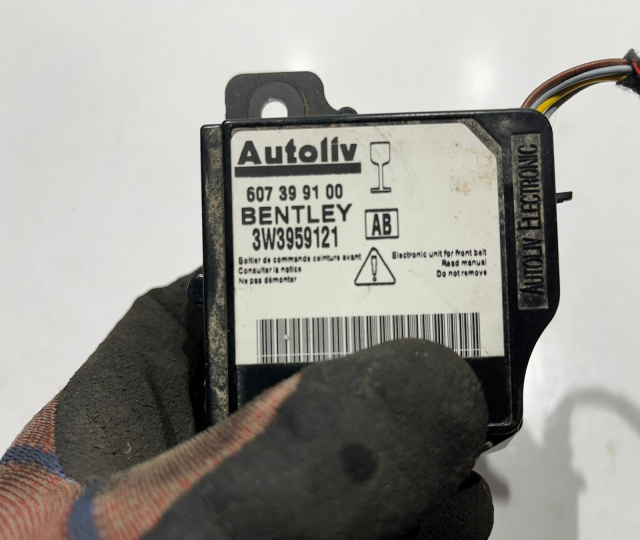 Autoliv
607 39 91 00
BENTLEY
3W3959121
AB
Boitier de commande ceinture avant
Consulter la notice
Ne pas démonter
Electronic unit for front belt
Read manual
Do not remove
AUTOLIV ELECTRONIC